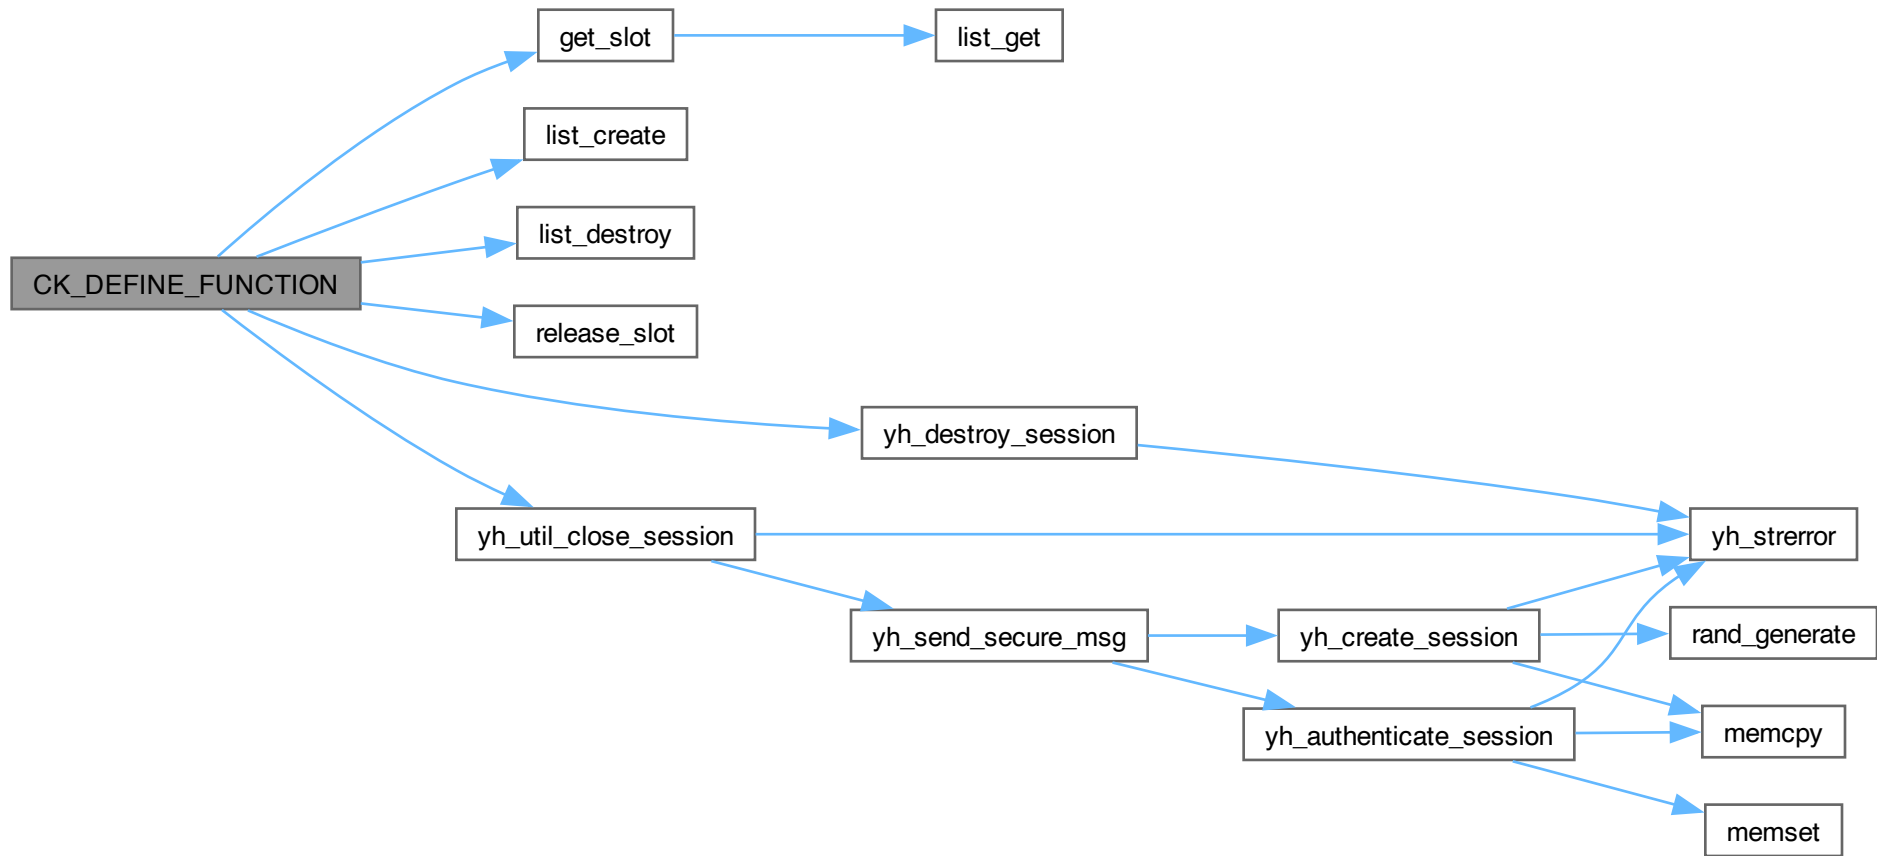 get_slot
list_get
list_create
list_destroy
CK_DEFINE_FUNCTION
release_slot
yh_destroy_session
yh_util_close_session
yh_strerror
yh_send_secure_msg
yh_create_session
rand_generate
yh_authenticate_session
memcpy
memset